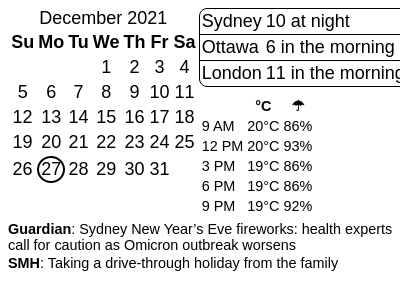 December 2021
Su Mo Tu We Th Fr Sa
1 2 3 4
5 6 7 8 9 10 11
12 13 14 15 16 17 18
19 20 21 22 23 24 25
26 27 28 29 30 31
Sydney 10 at night
Ottawa 6 in the morning
London 11 in the morning
°C ☂
9 AM 20°C 86%
12 PM 20°C 93%
3 PM 19°C 86%
6 PM 19°C 86%
9 PM 19°C 92%
Guardian: Sydney New Year’s Eve fireworks: health experts
call for caution as Omicron outbreak worsens
SMH: Taking a drive-through holiday from the family